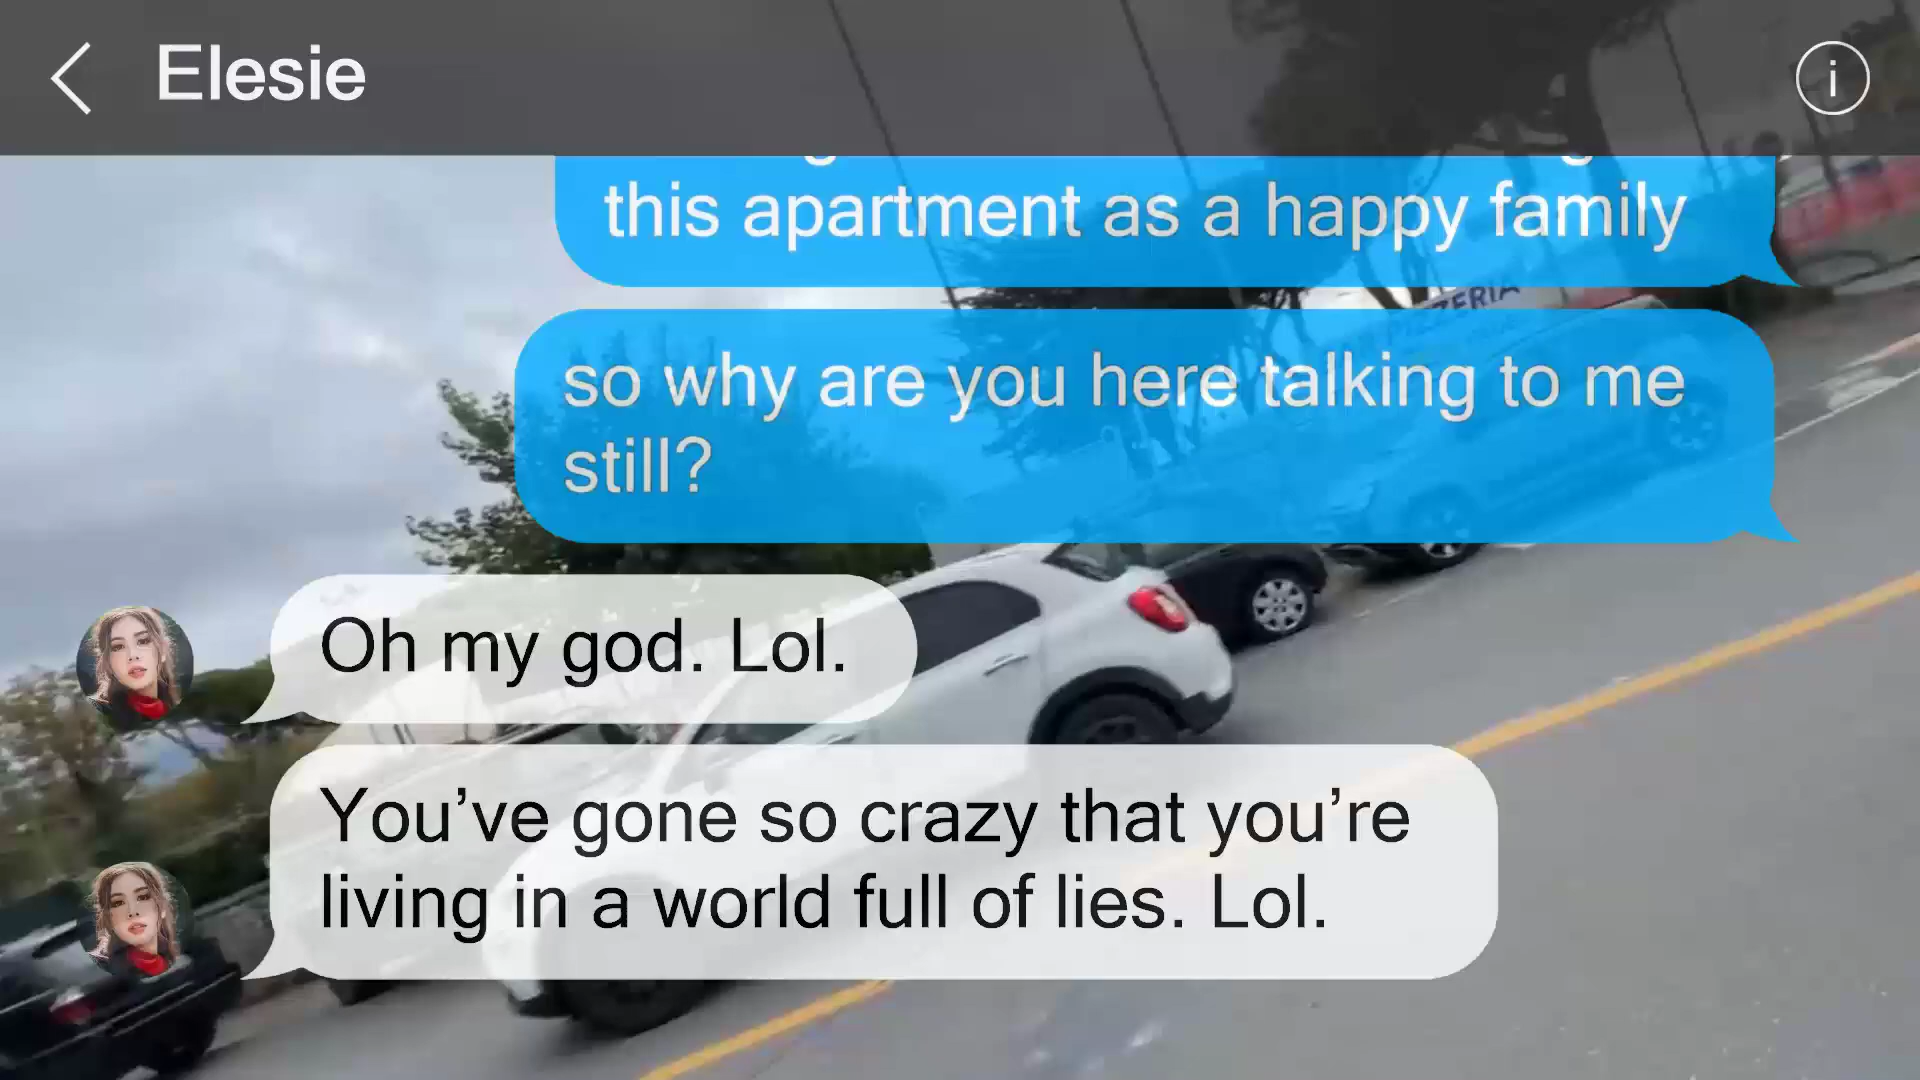 Elesie
this apartment as a happy family
so why are you here talking to me
still?
Oh my god. Lol.
You’ve gone so crazy that you’re
living in a world full of lies. Lol.